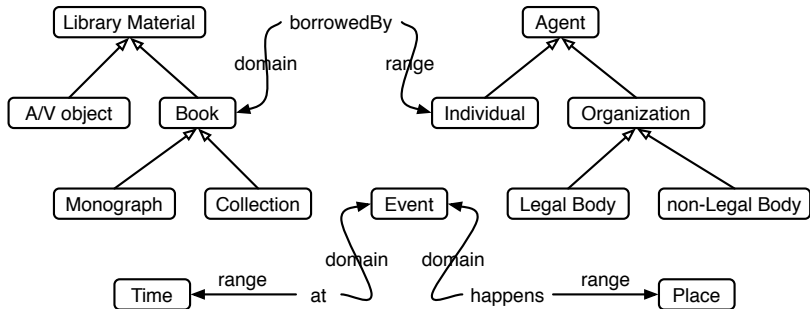 Library Material
borrowedBy
Agent
domain
range
A/V object
Book
Individual
Organization
Monograph
Collection
Event
Legal Body
non-Legal Body
domain
domain
range
range
Time
at
happens
Place